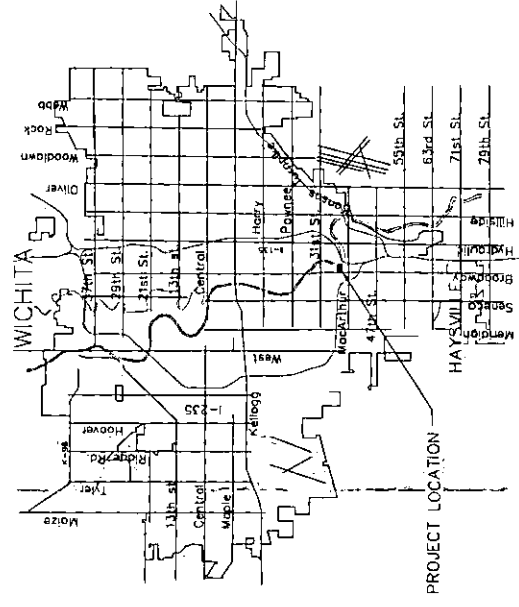 WICHITA
Webb
Rock
Woodlawn
Oliver
37th St.
29th St.
21st St.
13th St.
Central
Harry
Pawnee
I-135
31st St.
Kansas
MacArthur
47th St.
55th St.
63rd St.
71st St.
79th St.
Hillside
Hydraulic
Broadway
Seneca
Meridian
HAYSVILLE
West
Kellogg
I-235
Hoover
K-96
Ridge Rd.
Tyler
Maize
13th St.
Central
Maple
PROJECT LOCATION